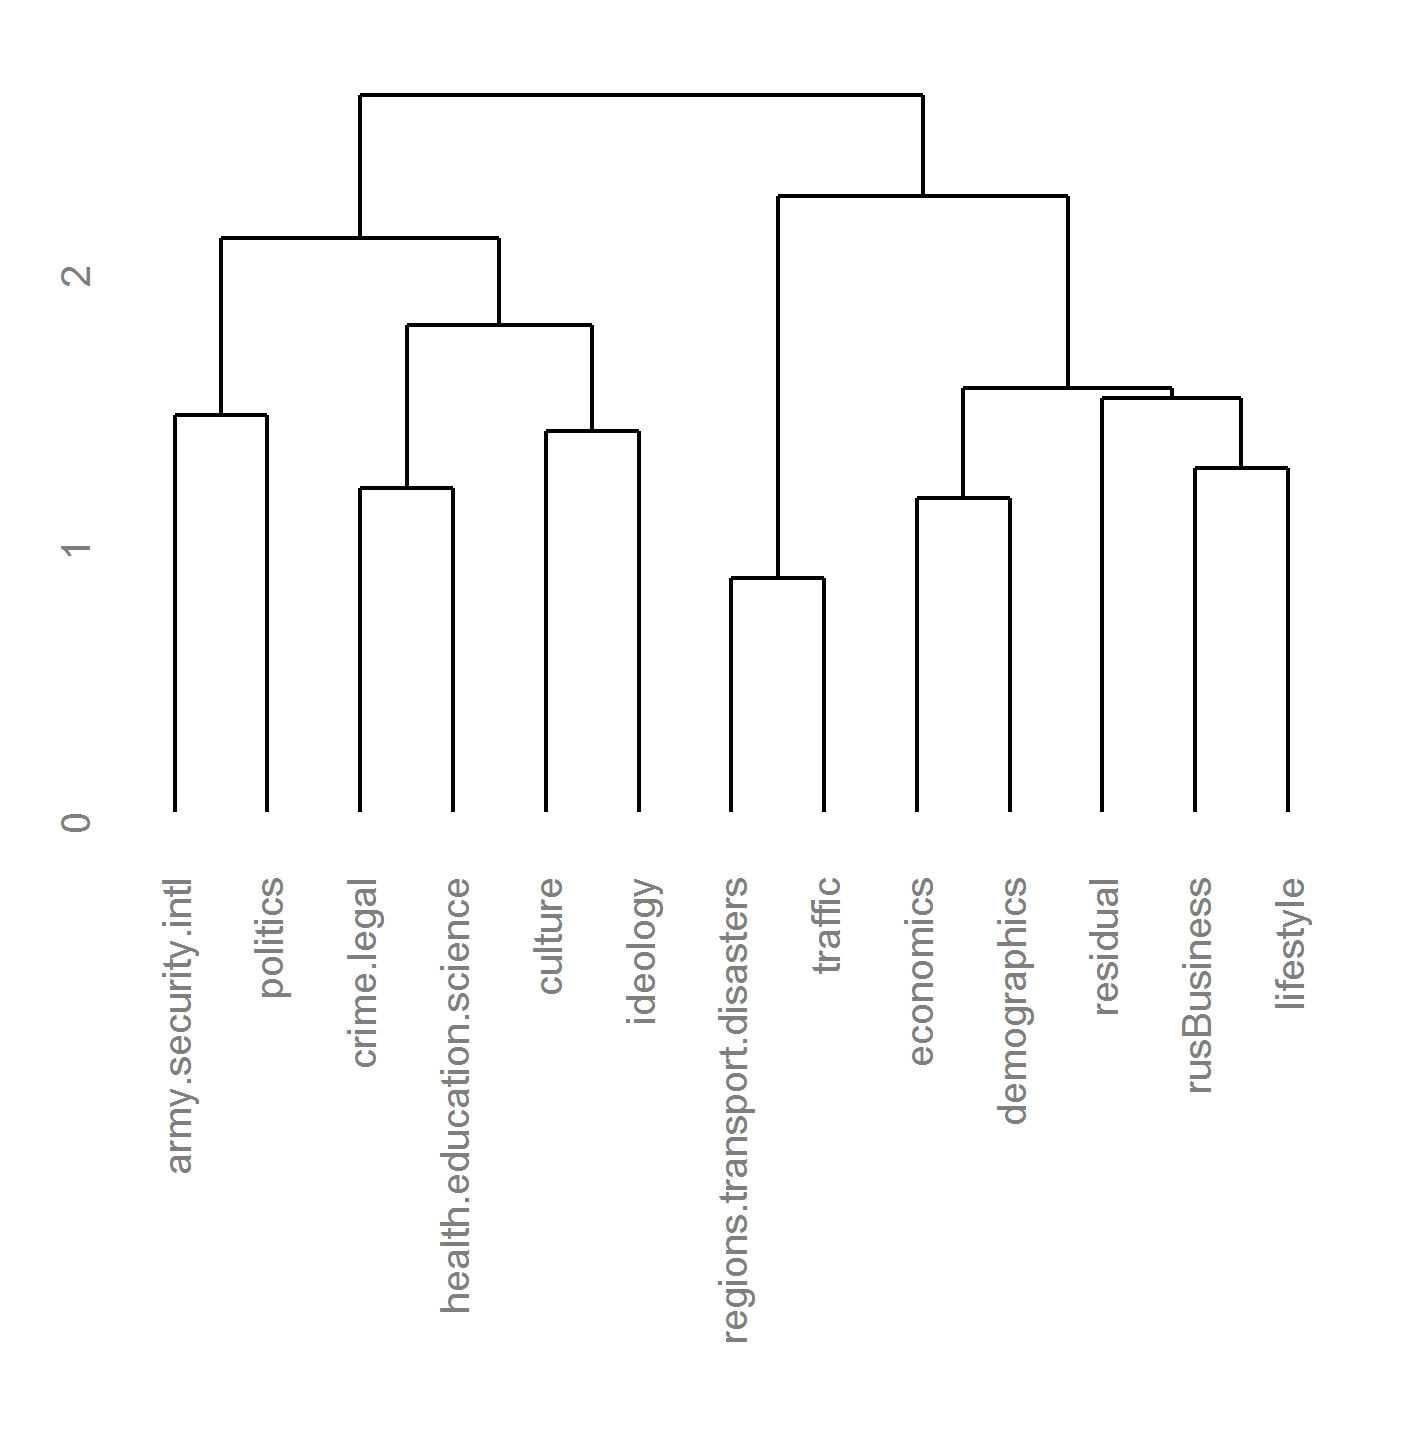 2
1
0
army.security.intl
politics
crime.legal
health.education.science
culture
ideology
regions.transport.disasters
traffic
economics
demographics
residual
rusBusiness
lifestyle